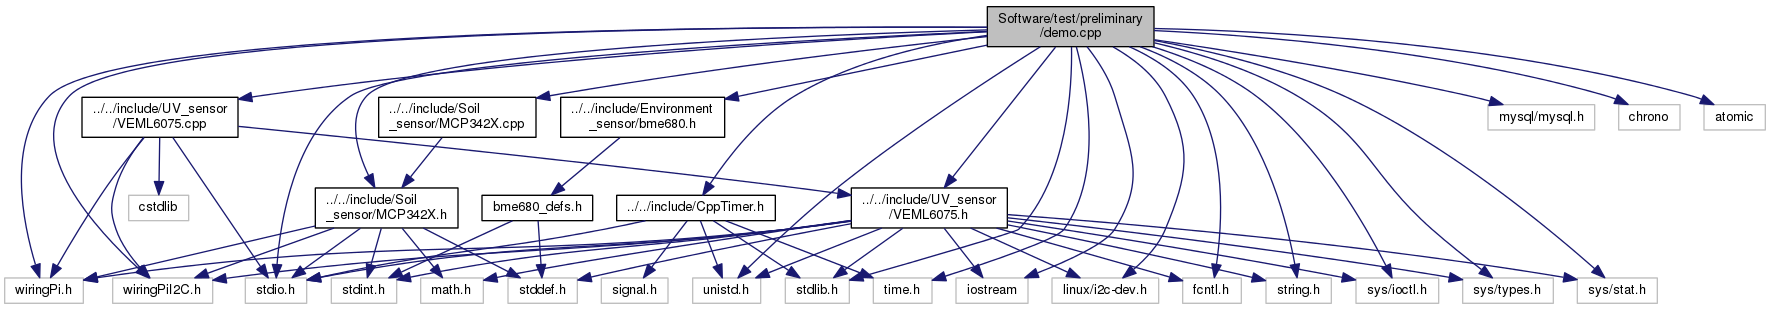 Software/test/preliminary
/demo.cpp
../../include/UV_sensor
/VEML6075.cpp
../../include/Soil
_sensor/MCP342X.cpp
../../include/Environment
_sensor/bme680.h
mysql/mysql.h
chrono
atomic
cstdlib
../../include/Soil
_sensor/MCP342X.h
bme680_defs.h
../../include/CppTimer.h
../../include/UV_sensor
/VEML6075.h
wiringPi.h
wiringPiI2C.h
stdio.h
stdint.h
math.h
stddef.h
signal.h
unistd.h
stdlib.h
time.h
iostream
linux/i2c-dev.h
fcntl.h
string.h
sys/ioctl.h
sys/types.h
sys/stat.h